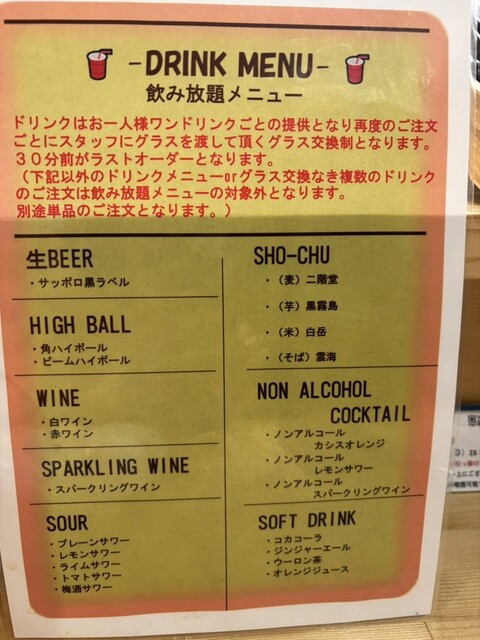 -DRINK MENU-
飲み放題メニュー
ドリンクはお一人様ワンドリンクごとの提供となり再度のご注文
ごとにスタッフにグラスを渡して頂くグラス交換制となります。
３０分前がラストオーダーとなります。
（下記以外のドリンクメニューorグラス交換なき複数のドリンク
のご注文は飲み放題メニューの対象外となります。
別途単品のご注文となります。）
生BEER
・サッポロ黒ラベル
HIGH BALL
・角ハイボール
・ビームハイボール
WINE
・白ワイン
・赤ワイン
SPARKLING WINE
・スパークリングワイン
SOUR
・プレーンサワー
・レモンサワー
・ライムサワー
・トマトサワー
・梅酒サワー
SHO-CHU
・（麦）二階堂
・（芋）黒霧島
・（米）白岳
・（そば）雲海
NON ALCOHOL
COCKTAIL
・ノンアルコール
カシスオレンジ
・ノンアルコール
レモンサワー
・ノンアルコール
スパークリングワイン
SOFT DRINK
・コカコーラ
・ジンジャーエール
・ウーロン茶
・オレンジジュース